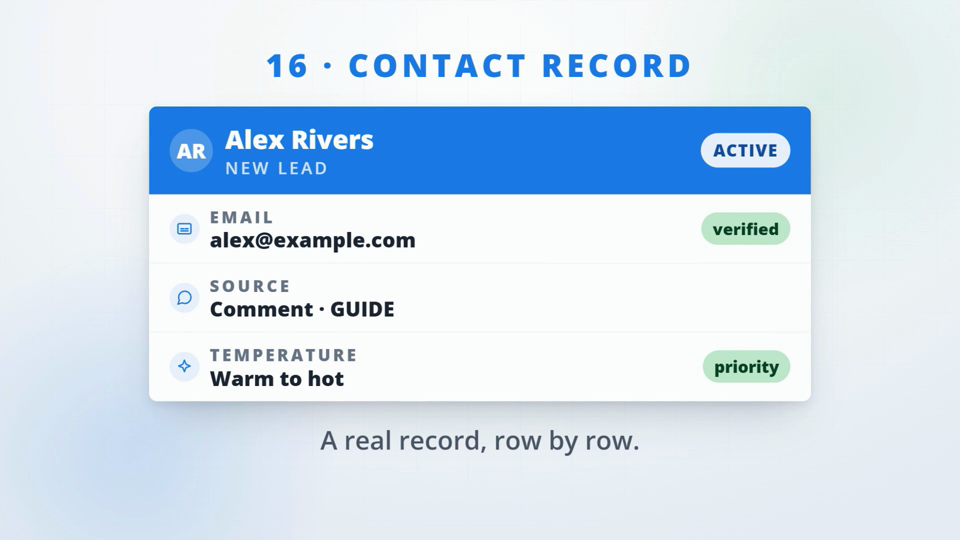 16 · CONTACT RECORD
AR
Alex Rivers
NEW LEAD
ACTIVE
EMAIL
alex@example.com
verified
SOURCE
Comment · GUIDE
TEMPERATURE
Warm to hot
priority
A real record, row by row.